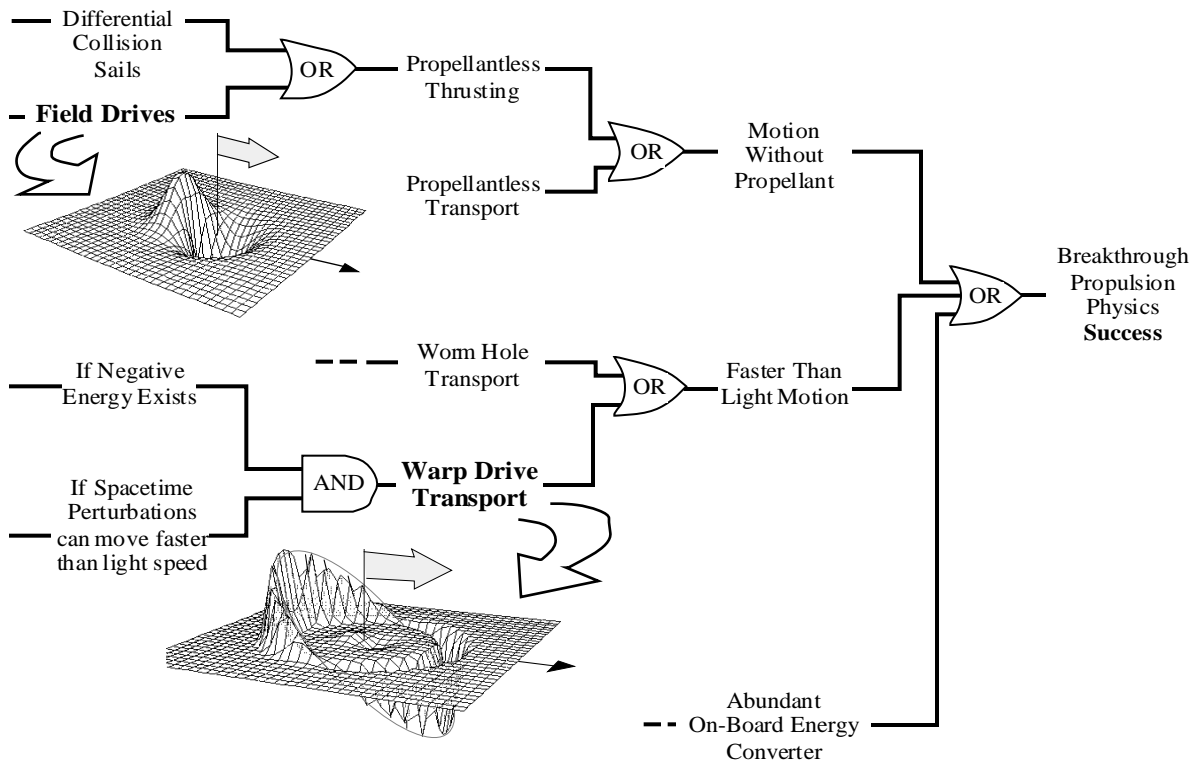 Differential
Collision
Sails
OR
Propellantless
Thrusting
Field Drives
OR
Motion
Without
Propellant
Propellantless
Transport
Breakthrough
Propulsion
Physics
Success
OR
Worm Hole
Transport
OR
Faster Than
Light Motion
If Negative
Energy Exists
AND
Warp Drive
Transport
If Spacetime
Perturbations
can move faster
than light speed
Abundant
On-Board Energy
Converter